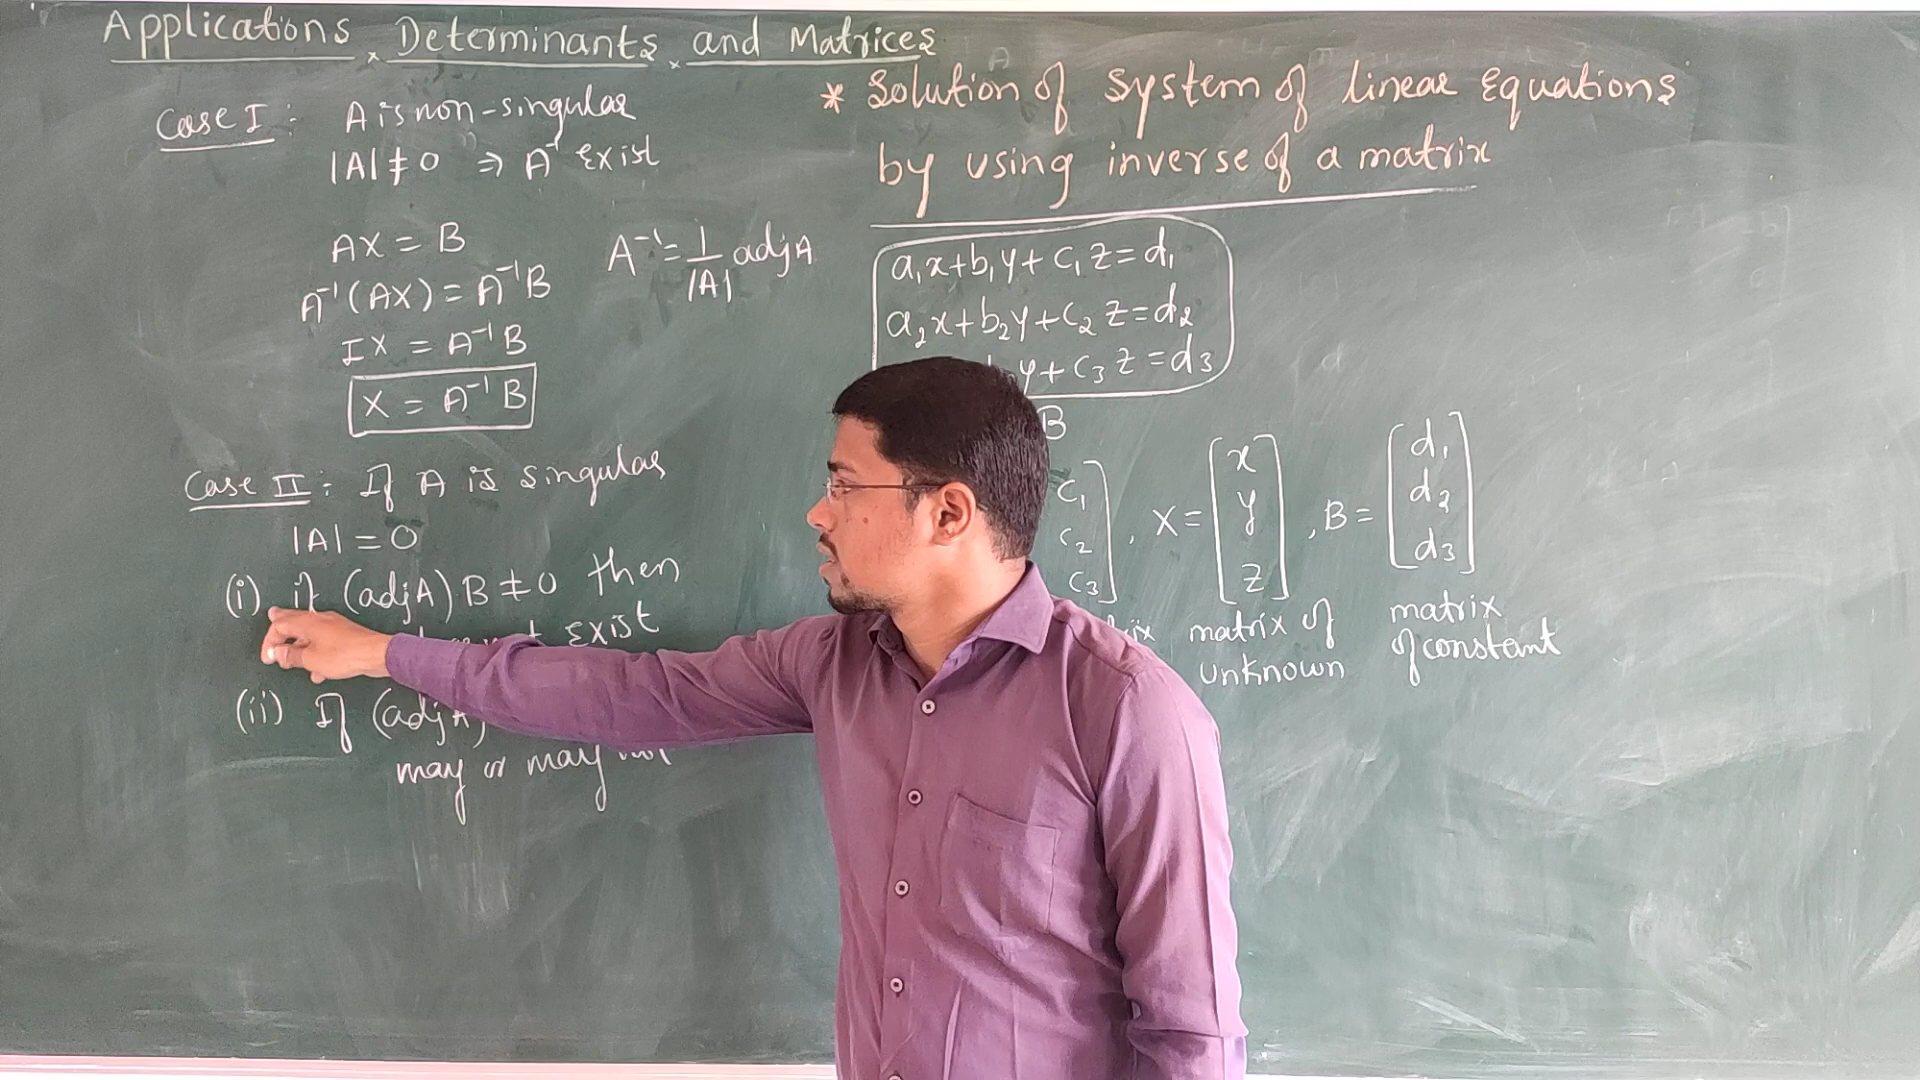 Applications Determinants and Matrices
Case I : A is non-singular
|A| ≠ 0 ⇒ A⁻¹ exist
AX = B
A⁻¹(AX) = A⁻¹B
IX = A⁻¹B
X = A⁻¹B
A⁻¹ = 1/|A| adj A
Case II : If A is singular
|A| = 0
(i) if (adj A) B ≠ 0 then
exist
(ii) If (adj A)
may or may not
* Solution of System of linear Equations
by using inverse of a matrix
a₁x + b₁y + c₁z = d₁
a₂x + b₂y + c₂z = d₂
y + c₃z = d₃
B
c₁ c₂ c₃ , X = [x y z] , B = [d₁ d₂ d₃]
matrix of unknown
matrix of constant